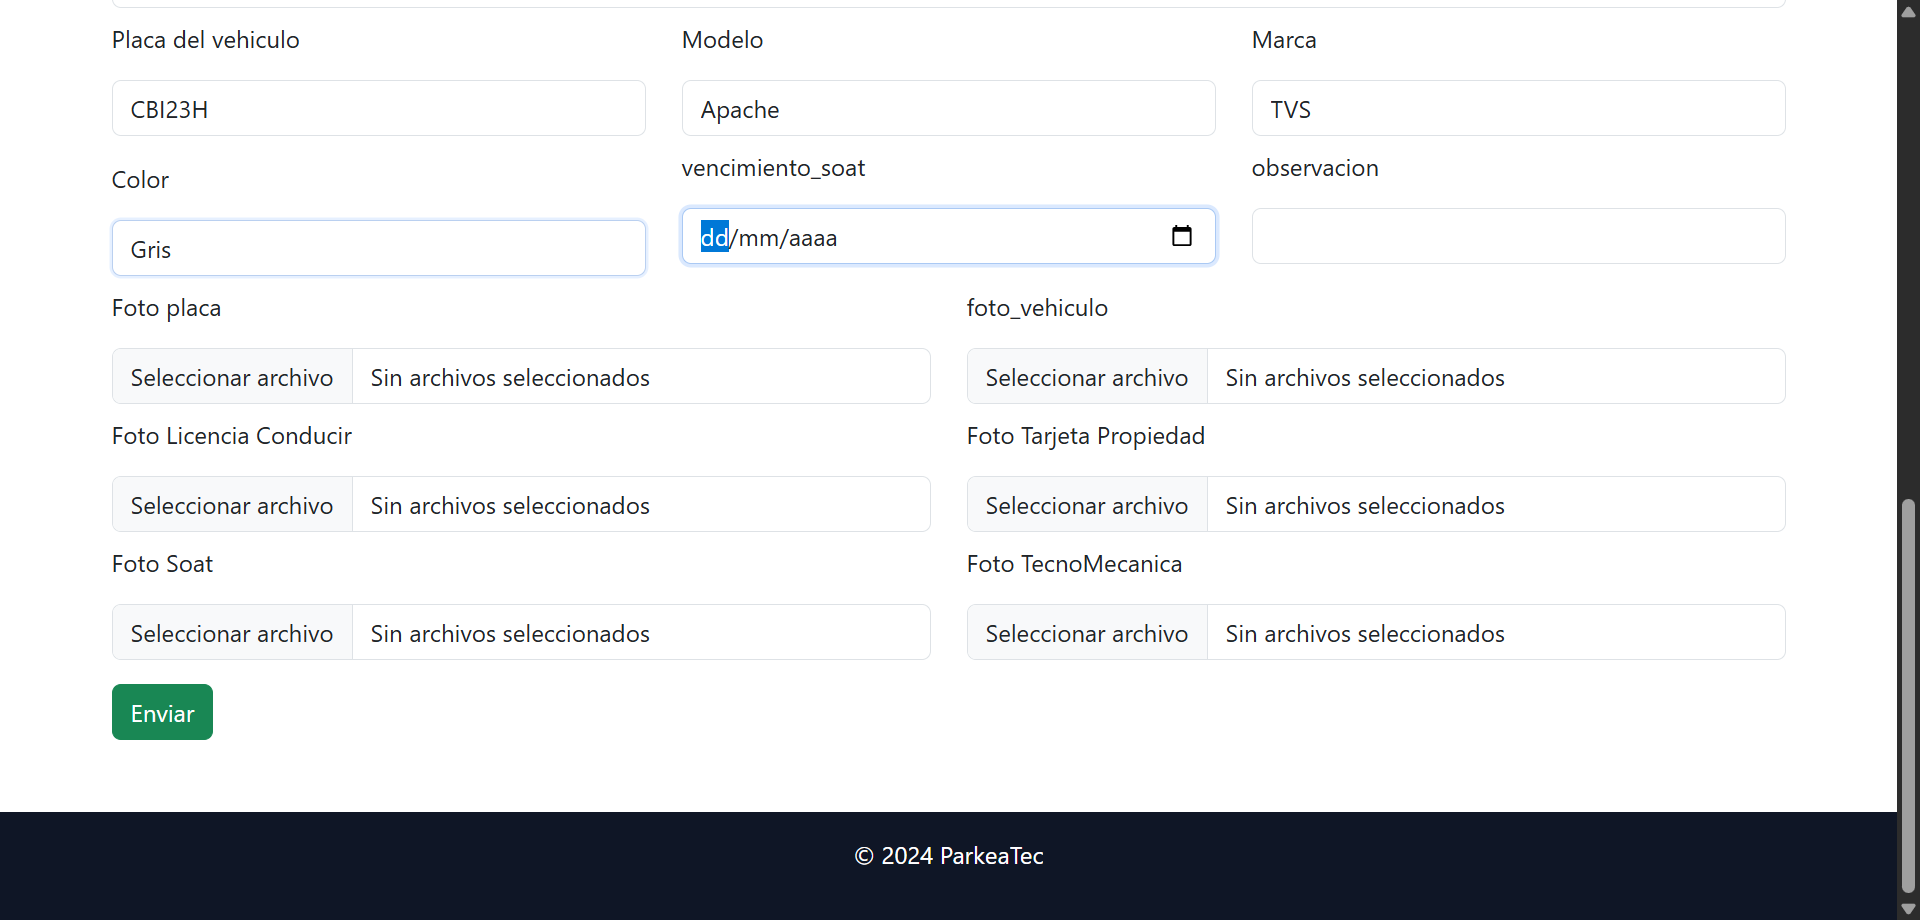 Placa del vehiculo
Modelo
Marca
CBI23H
Apache
TVS
Color
vencimiento_soat
observacion
Gris
dd/mm/aaaa
Foto placa
foto_vehiculo
Seleccionar archivo Sin archivos seleccionados
Seleccionar archivo Sin archivos seleccionados
Foto Licencia Conducir
Foto Tarjeta Propiedad
Seleccionar archivo Sin archivos seleccionados
Seleccionar archivo Sin archivos seleccionados
Foto Soat
Foto TecnoMecanica
Seleccionar archivo Sin archivos seleccionados
Seleccionar archivo Sin archivos seleccionados
Enviar
© 2024 ParkeaTec